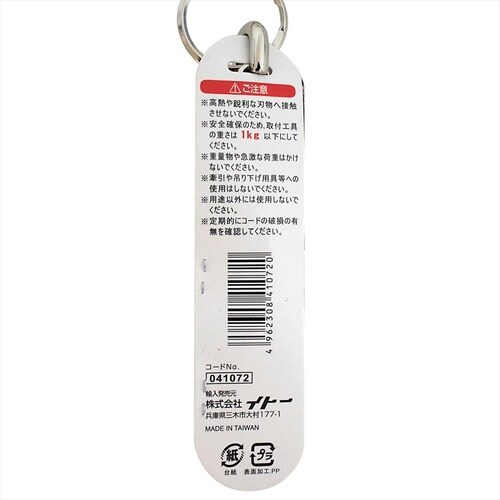 ご注意
※高熱や鋭利な刃物へ接触
させないでください。
※安全確保のため、取付工具
の重さは 1kg 以下にして
ください。
※重量物や急激な荷重はかけ
ないでください。
※牽引や吊り下げ用具等への
使用はしないでください。
※用途以外には使用しないで
ください。
※定期的にコードの破損の有
無を確認してください。
4 962308 410720
コードNo.
041072
輸入発売元
株式会社 イトー
兵庫県三木市大村177-1
MADE IN TAIWAN
紙 プラ
台紙 表面加工:PP